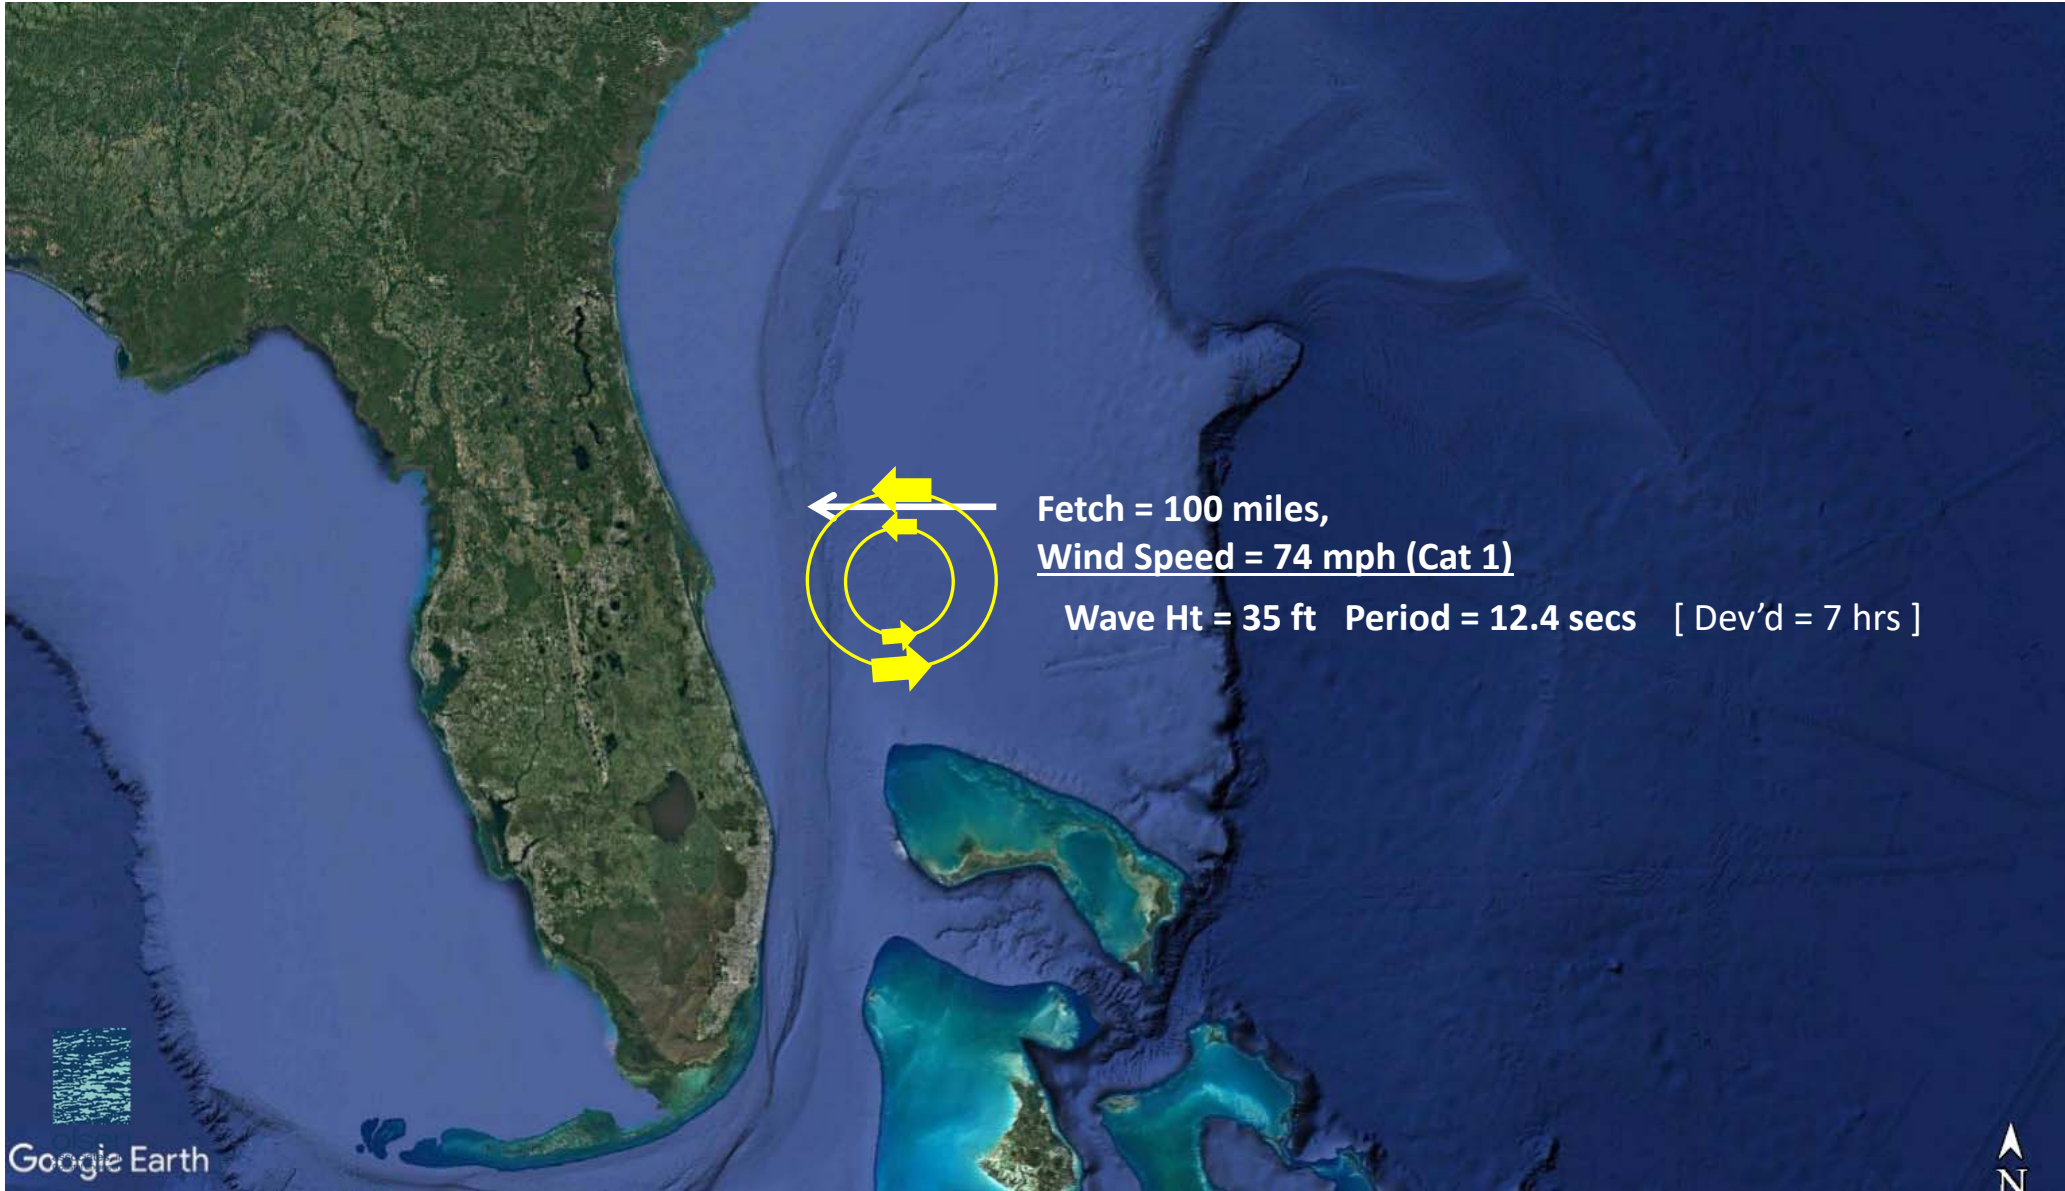 Fetch = 100 miles,
Wind Speed = 74 mph (Cat 1)
Wave Ht = 35 ft Period = 12.4 secs [ Dev’d = 7 hrs ]
olsen
Google Earth
N